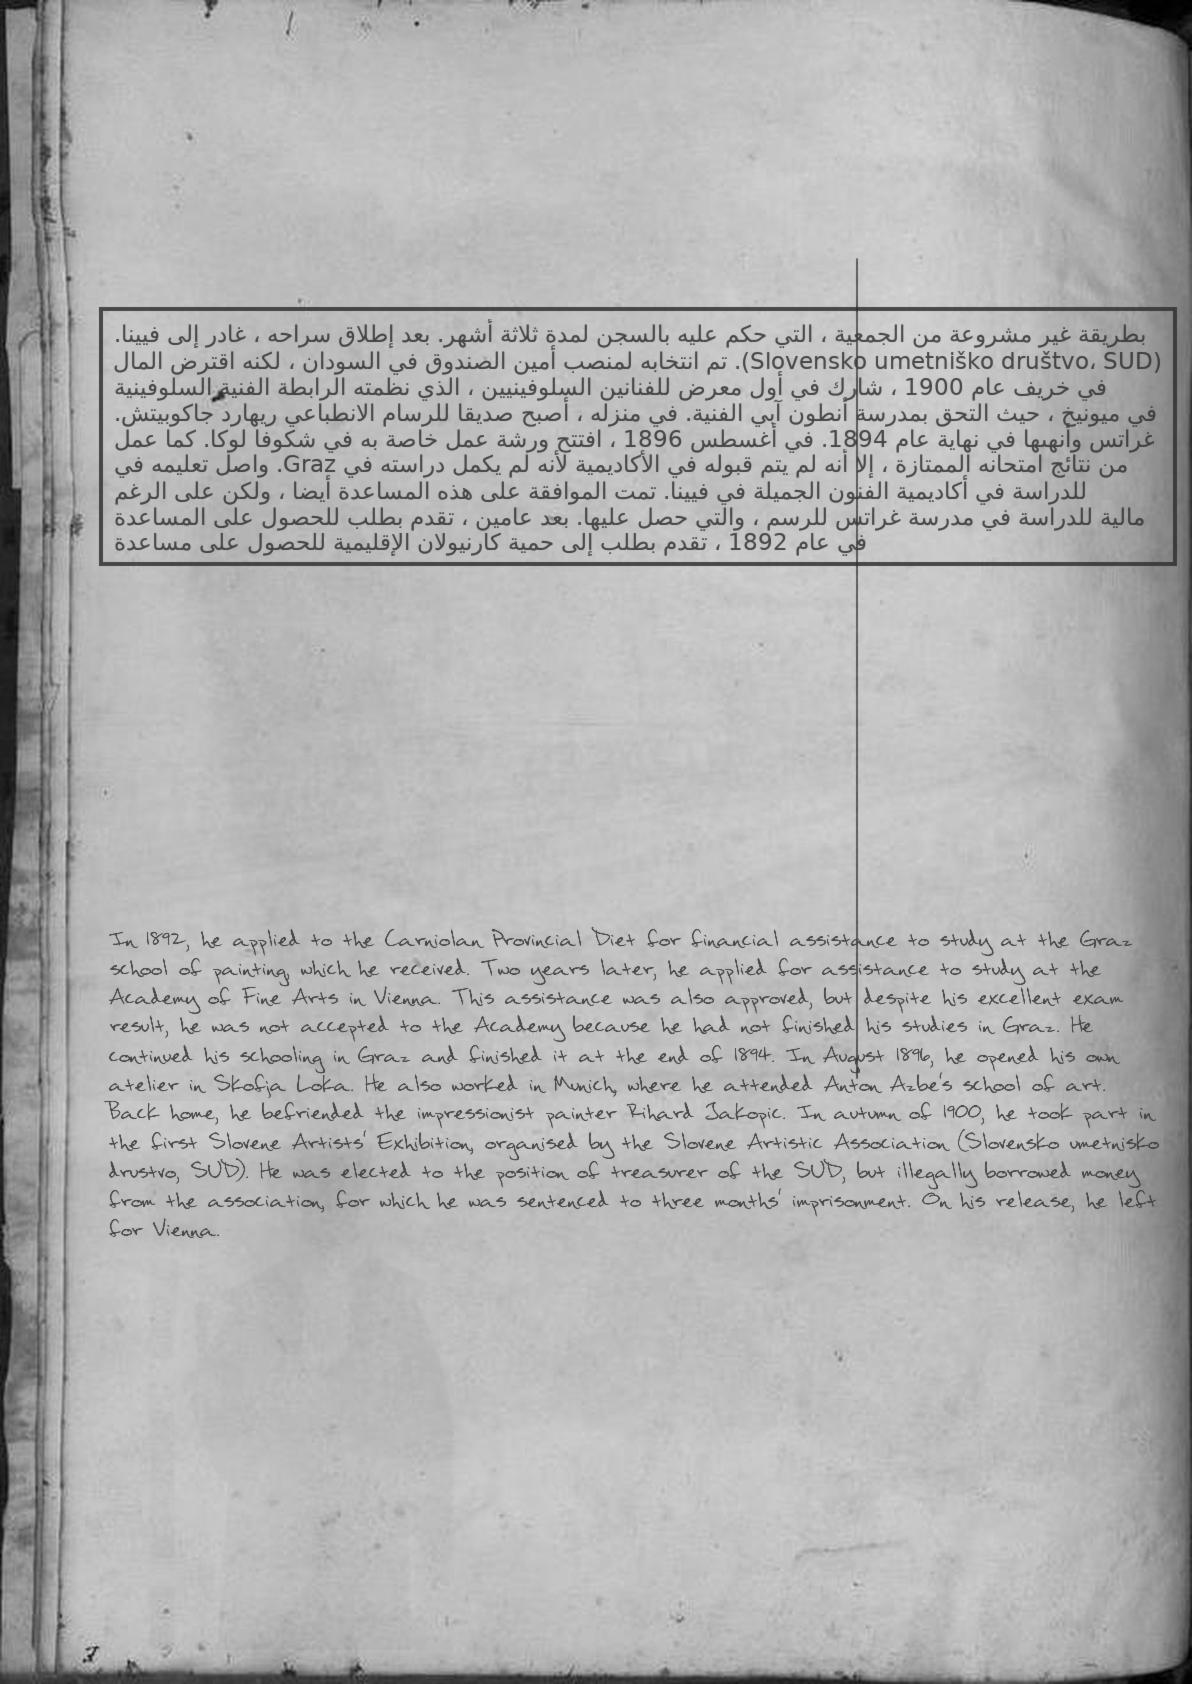 بطريقة غير مشروعة من الجمعية ، التي حكم عليه بالسجن لمدة ثلاثة أشهر. بعد إطلاق سراحه ، غادر إلى فيينا.
(Slovensko umetniško društvo، SUD). تم انتخابه لمنصب أمين الصندوق في السودان ، لكنه اقترض المال
في خريف عام 1900 ، شارك في أول معرض للفنانين السلوفينيين ، الذي نظمته الرابطة الفنية السلوفينية
في ميونيخ ، حيث التحق بمدرسة أنطون آبي الفنية. في منزله ، أصبح صديقا للرسام الانطباعي ريهارد جاكوبيتش.
غراتس وأنهىها في نهاية عام 1894. في أغسطس 1896 ، افتتح ورشة عمل خاصة به في شكوفا لوكا. كما عمل
من نتائج امتحانه الممتازة ، إلا أنه لم يتم قبوله في الأكاديمية لأنه لم يكمل دراسته في Graz. واصل تعليمه في
للدراسة في أكاديمية الفنون الجميلة في فيينا. تمت الموافقة على هذه المساعدة أيضا ، ولكن على الرغم
مالية للدراسة في مدرسة غراتس للرسم ، والتي حصل عليها. بعد عامين ، تقدم بطلب للحصول على المساعدة
في عام 1892 ، تقدم بطلب إلى حمية كارنيولان الإقليمية للحصول على مساعدة
In 1892, he applied to the Carniolan Provincial Diet for financial assistance to study at the Graz
school of painting, which he received. Two years later, he applied for assistance to study at the
Academy of Fine Arts in Vienna. This assistance was also approved, but despite his excellent exam
result, he was not accepted to the Academy because he had not finished his studies in Graz. He
continued his schooling in Graz and finished it at the end of 1894. In August 1896, he opened his own
atelier in Skofja Loka. He also worked in Munich, where he attended Anton Azbe's school of art.
Back home, he befriended the impressionist painter Rihard Jakopic. In autumn of 1900, he took part in
the first Slovene Artists' Exhibition, organised by the Slovene Artistic Association (Slovensko umetnisko
drustvo, SUD). He was elected to the position of treasurer of the SUD, but illegally borrowed money
from the association, for which he was sentenced to three months' imprisonment. On his release, he left
for Vienna.